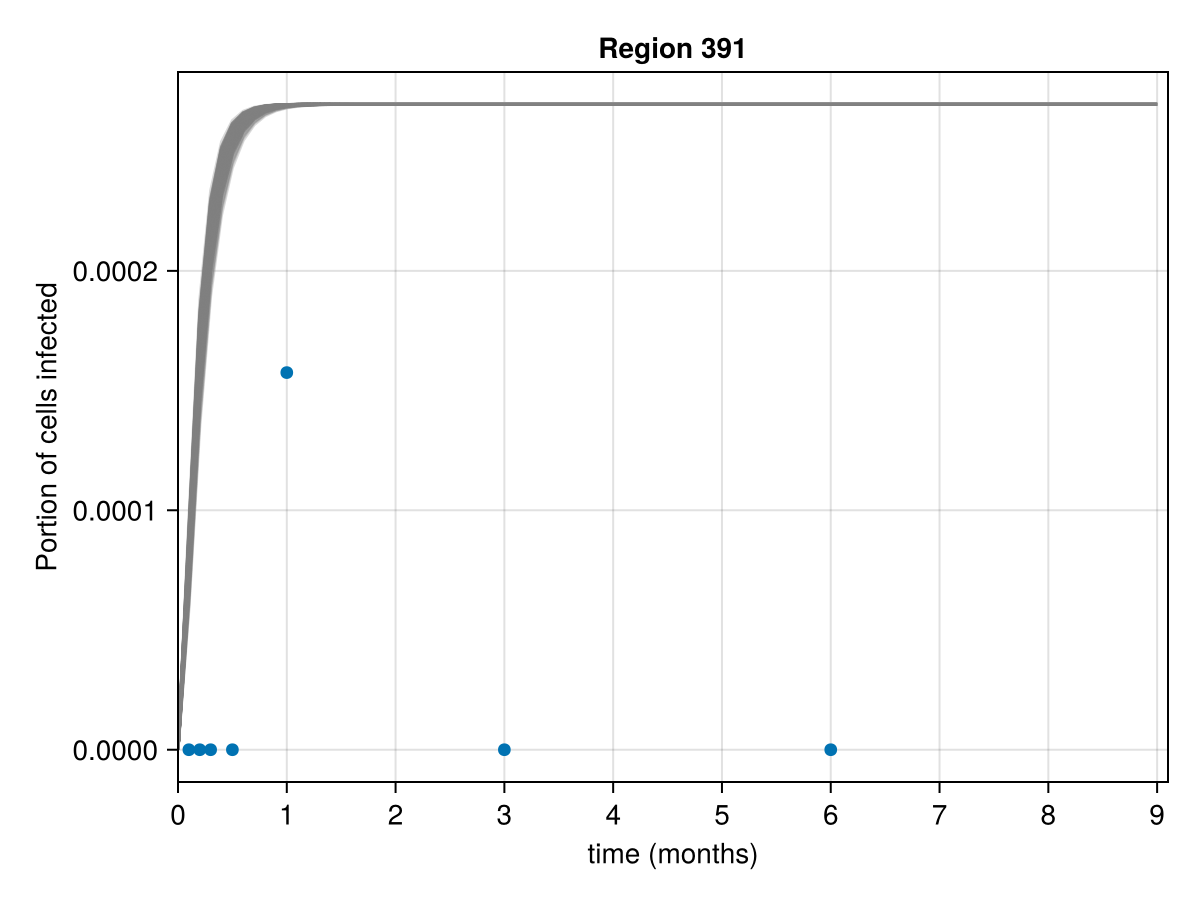 Region 391
Portion of cells infected
0.0002
0.0001
0.0000
0 1 2 3 4 5 6 7 8 9
time (months)